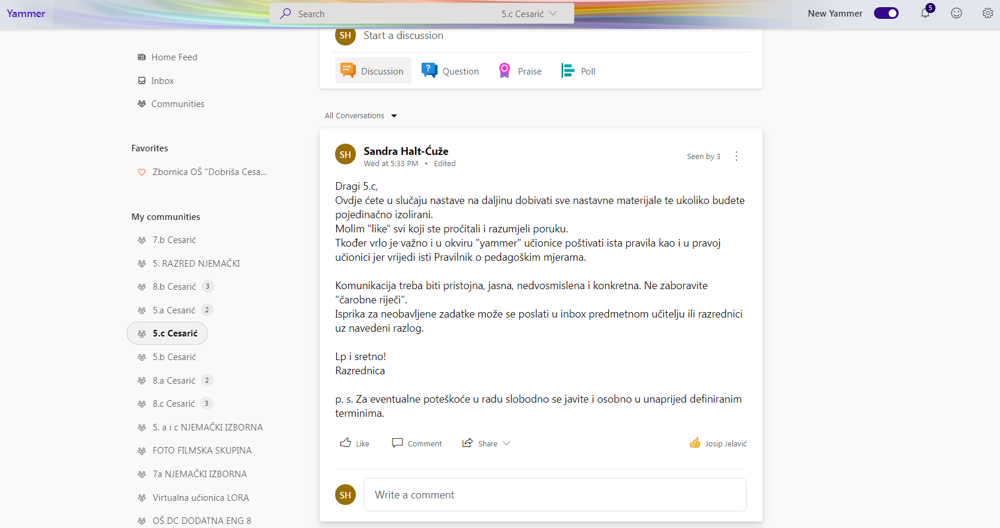 Yammer
Search
5.c Cesarić
New Yammer
5
SH
Start a discussion
Discussion
Question
Praise
Poll
Home Feed
Inbox
Communities
Favorites
Zbornica OŠ "Dobriša Cesa...
My communities
7.b Cesarić
5. RAZRED NJEMAČKI
8.b Cesarić 3
5.a Cesarić 2
5.c Cesarić
5.b Cesarić
8.a Cesarić 2
8.c Cesarić 3
5. a i c NJEMAČKI IZBORNA
FOTO FILMSKA SKUPINA
7a NJEMAČKI IZBORNA
Virtualna učionica LORA
OŠ DC DODATNA ENG 8
All Conversations
SH
Sandra Halt-Ćuže
Wed at 5:33 PM • Edited
Seen by 3
Dragi 5.c,
Ovdje ćete u slučaju nastave na daljinu dobivati sve nastavne materijale te ukoliko budete
pojedinačno izolirani.
Molim "like" svi koji ste pročitali i razumjeli poruku.
Tkođer vrlo je važno i u okviru "yammer" učionice poštivati ista pravila kao i u pravoj
učionici jer vrijedi isti Pravilnik o pedagoškim mjerama.
Komunikacija treba biti pristojna, jasna, nedvosmislena i konkretna. Ne zaboravite
"čarobne riječi".
Isprika za neobavljene zadatke može se poslati u inbox predmetnom učitelju ili razrednici
uz navedeni razlog.
Lp i sretno!
Razrednica
p. s. Za eventualne poteškoće u radu slobodno se javite i osobno u unaprijed definiranim
terminima.
Like
Comment
Share
Josip Jelavić
SH
Write a comment